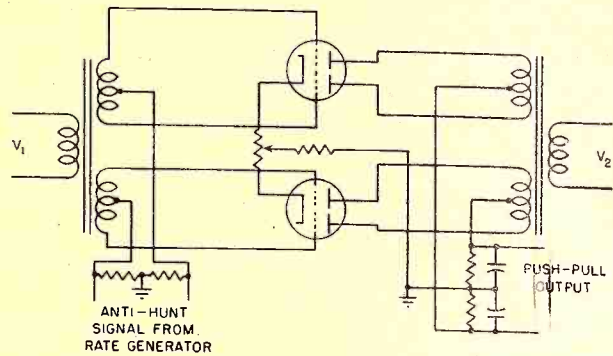 V₁
V₂
PUSH-PULL
OUTPUT
ANTI-HUNT
SIGNAL FROM
RATE GENERATOR